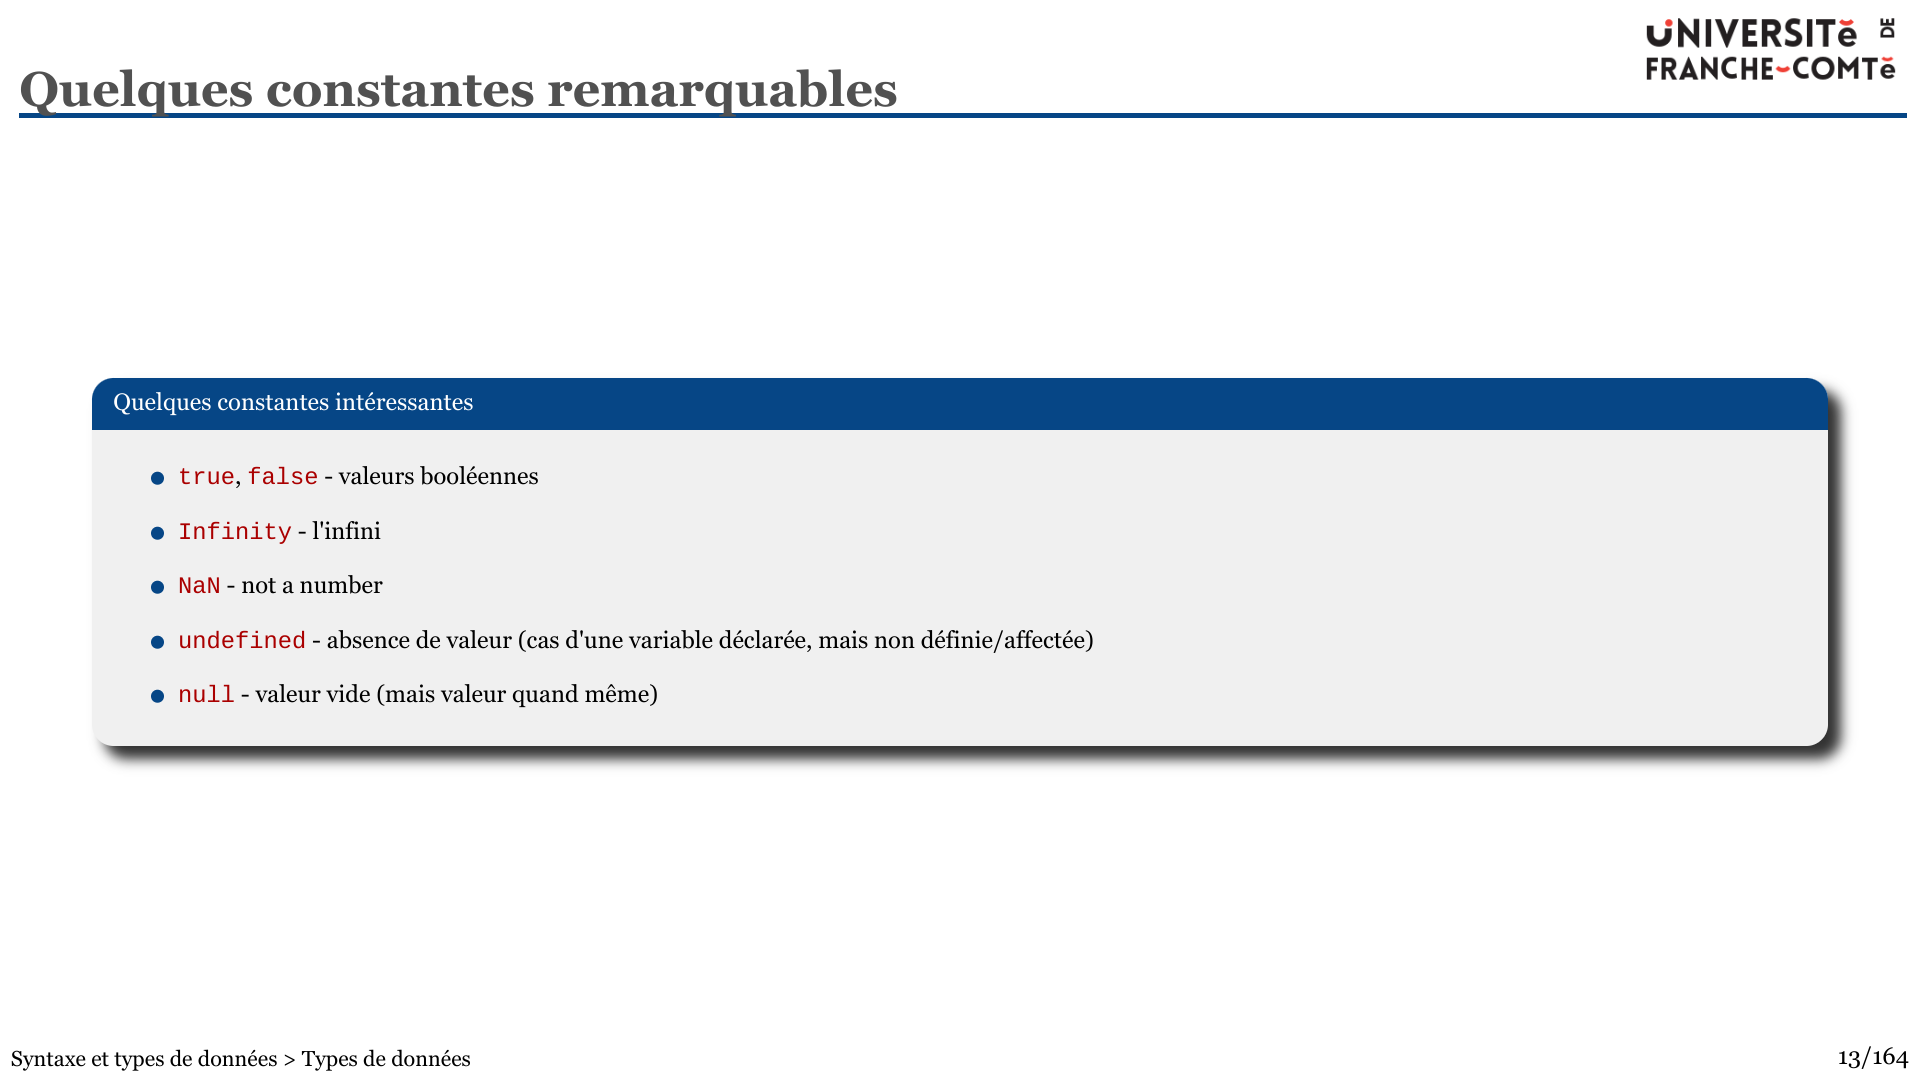 UNIVERSITĕ DE
FRANCHE-COMTĕ
Quelques constantes remarquables
Quelques constantes intéressantes
true, false - valeurs booléennes
Infinity - l'infini
NaN - not a number
undefined - absence de valeur (cas d'une variable déclarée, mais non définie/affectée)
null - valeur vide (mais valeur quand même)
Syntaxe et types de données > Types de données
13/164